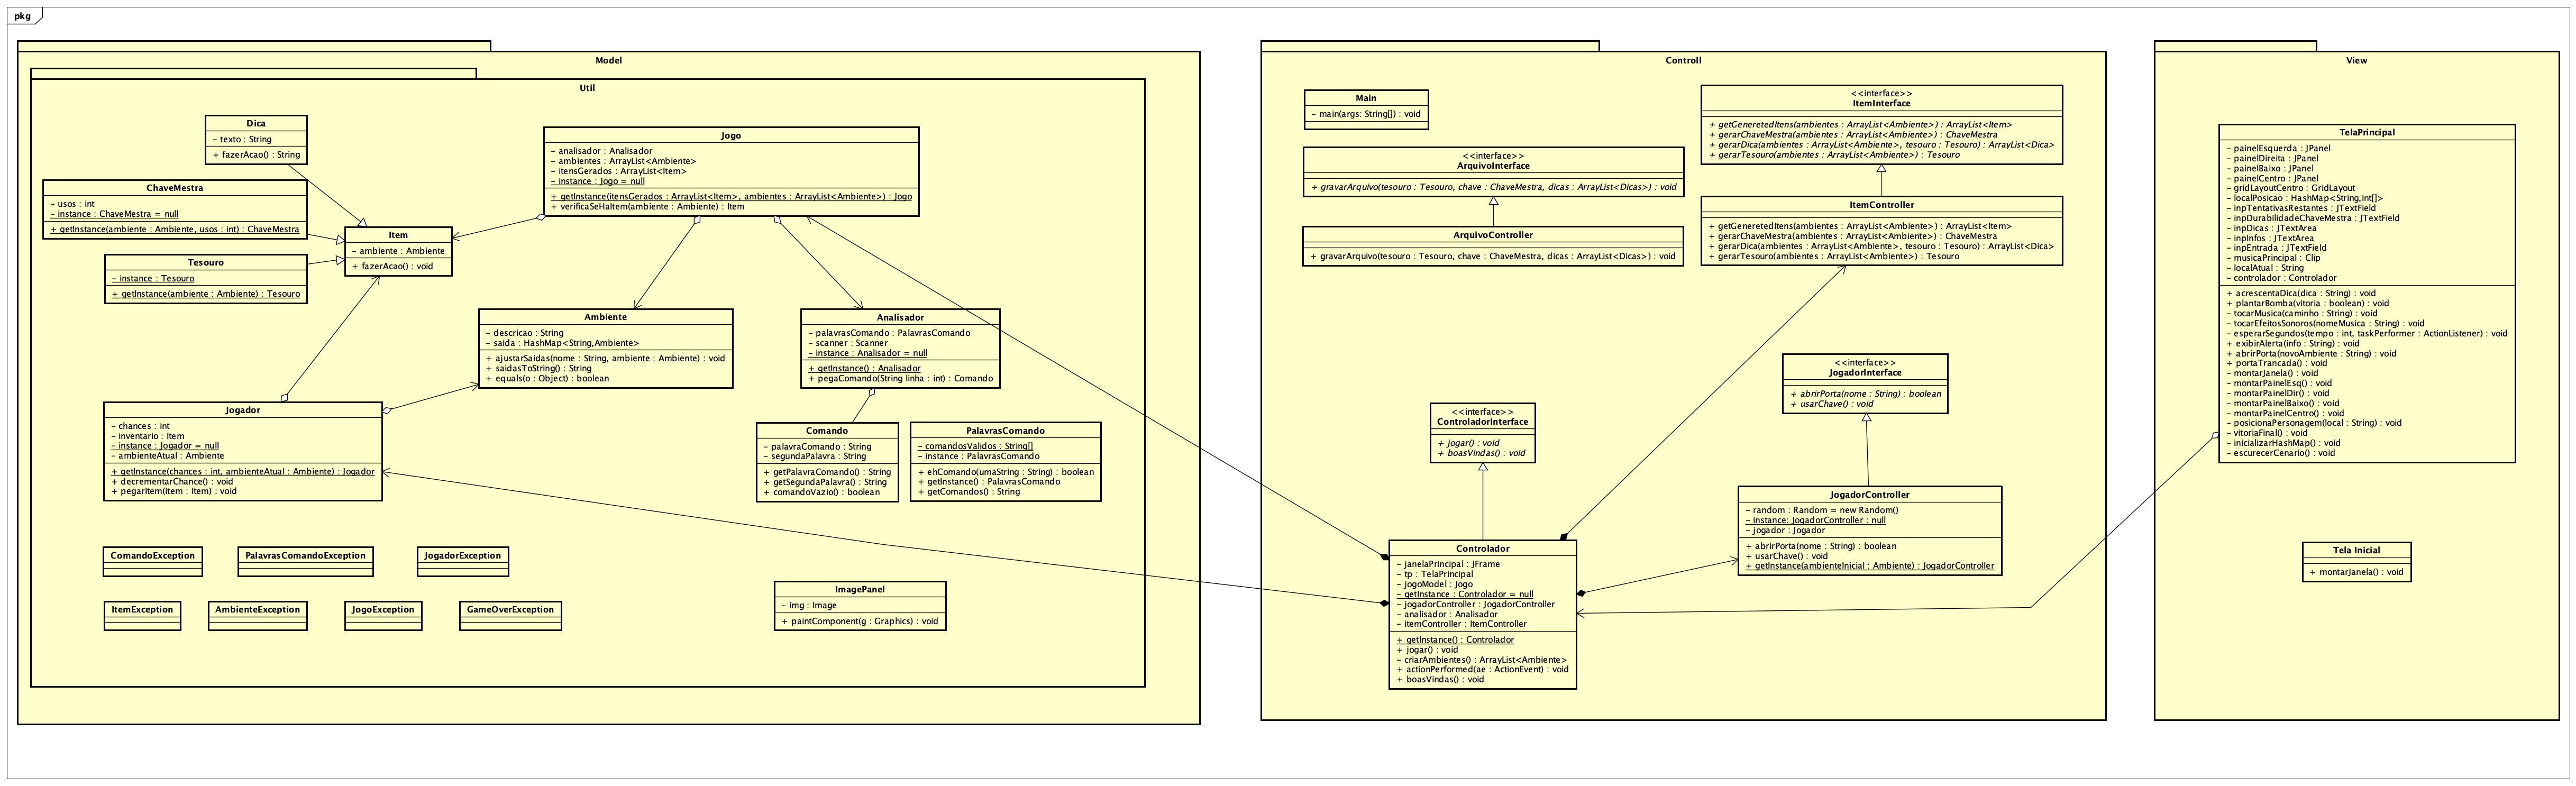 pkg
Model
Util
Dica
– texto : String
+ fazerAcao() : String
ChaveMestra
– usos : int
– instance : ChaveMestra = null
+ getInstance(ambiente : Ambiente, usos : int) : ChaveMestra
Tesouro
– instance : Tesouro
+ getInstance(ambiente : Ambiente) : Tesouro
Item
– ambiente : Ambiente
+ fazerAcao() : void
Jogo
– analisador : Analisador
– ambientes : ArrayList<Ambiente>
– itensGerados : ArrayList<Item>
– instance : Jogo = null
+ getInstance(itensGerados : ArrayList<Item>, ambientes : ArrayList<Ambiente>) : Jogo
+ verificaSeHaItem(ambiente : Ambiente) : Item
Ambiente
– descricao : String
– saida : HashMap<String,Ambiente>
+ ajustarSaidas(nome : String, ambiente : Ambiente) : void
+ saidasToString() : String
+ equals(o : Object) : boolean
Analisador
– palavrasComando : PalavrasComando
– scanner : Scanner
– instance : Analisador = null
+ getInstance() : Analisador
+ pegaComando(String linha : int) : Comando
Jogador
– chances : int
– inventario : Item
– instance : Jogador = null
– ambienteAtual : Ambiente
+ getInstance(chances : int, ambienteAtual : Ambiente) : Jogador
+ decrementarChance() : void
+ pegarItem(item : Item) : void
Comando
– palavraComando : String
– segundaPalavra : String
+ getPalavraComando() : String
+ getSegundaPalavra() : String
+ comandoVazio() : boolean
PalavrasComando
– comandosValidos : String[]
– instance : PalavrasComando
+ ehComando(umaString : String) : boolean
+ getInstance() : PalavrasComando
+ getComandos() : String
ComandoException
PalavrasComandoException
JogadorException
ItemException
AmbienteException
JogoException
GameOverException
ImagePanel
– img : Image
+ paintComponent(g : Graphics) : void
Controll
Main
– main(args: String[]) : void
<<interface>>
ArquivoInterface
+ gravarArquivo(tesouro : Tesouro, chave : ChaveMestra, dicas : ArrayList<Dicas>) : void
ArquivoController
+ gravarArquivo(tesouro : Tesouro, chave : ChaveMestra, dicas : ArrayList<Dicas>) : void
<<interface>>
ItemInterface
+ getGeneretedItens(ambientes : ArrayList<Ambiente>) : ArrayList<Item>
+ gerarChaveMestra(ambientes : ArrayList<Ambiente>) : ChaveMestra
+ gerarDica(ambientes : ArrayList<Ambiente>, tesouro : Tesouro) : ArrayList<Dica>
+ gerarTesouro(ambientes : ArrayList<Ambiente>) : Tesouro
ItemController
+ getGeneretedItens(ambientes : ArrayList<Ambiente>) : ArrayList<Item>
+ gerarChaveMestra(ambientes : ArrayList<Ambiente>) : ChaveMestra
+ gerarDica(ambientes : ArrayList<Ambiente>, tesouro : Tesouro) : ArrayList<Dica>
+ gerarTesouro(ambientes : ArrayList<Ambiente>) : Tesouro
<<interface>>
JogadorInterface
+ abrirPorta(nome : String) : boolean
+ usarChave() : void
<<interface>>
ControladorInterface
+ jogar() : void
+ boasVindas() : void
JogadorController
– random : Random = new Random()
– instance: JogadorController : null
– jogador : Jogador
+ abrirPorta(nome : String) : boolean
+ usarChave() : void
+ getInstance(ambienteInicial : Ambiente) : JogadorController
Controlador
– janelaPrincipal : JFrame
– tp : TelaPrincipal
– jogoModel : Jogo
– getInstance : Controlador = null
– jogadorController : JogadorController
– analisador : Analisador
– itemController : ItemController
+ getInstance() : Controlador
+ jogar() : void
– criarAmbientes() : ArrayList<Ambiente>
+ actionPerformed(ae : ActionEvent) : void
+ boasVindas() : void
View
TelaPrincipal
– painelEsquerda : JPanel
– painelDireita : JPanel
– painelBaixo : JPanel
– painelCentro : JPanel
– gridLayoutCentro : GridLayout
– localPosicao : HashMap<String,int[]>
– inpTentativasRestantes : JTextField
– inpDurabilidadeChaveMestra : JTextField
– inpDicas : JTextArea
– inpInfos : JTextArea
– inpEntrada : JTextField
– musicaPrincipal : Clip
– localAtual : String
– controlador : Controlador
+ acrescentaDica(dica : String) : void
+ plantarBomba(vitoria : boolean) : void
– tocarMusica(caminho : String) : void
– tocarEfeitosSonoros(nomeMusica : String) : void
– esperarSegundos(tempo : int, taskPerformer : ActionListener) : void
+ exibirAlerta(info : String) : void
+ abrirPorta(novoAmbiente : String) : void
+ portaTrancada() : void
– montarJanela() : void
– montarPainelEsq() : void
– montarPainelDir() : void
– montarPainelBaixo() : void
– montarPainelCentro() : void
– posicionaPersonagem(local : String) : void
– vitoriaFinal() : void
– inicializarHashMap() : void
– escurecerCenario() : void
Tela Inicial
+ montarJanela() : void